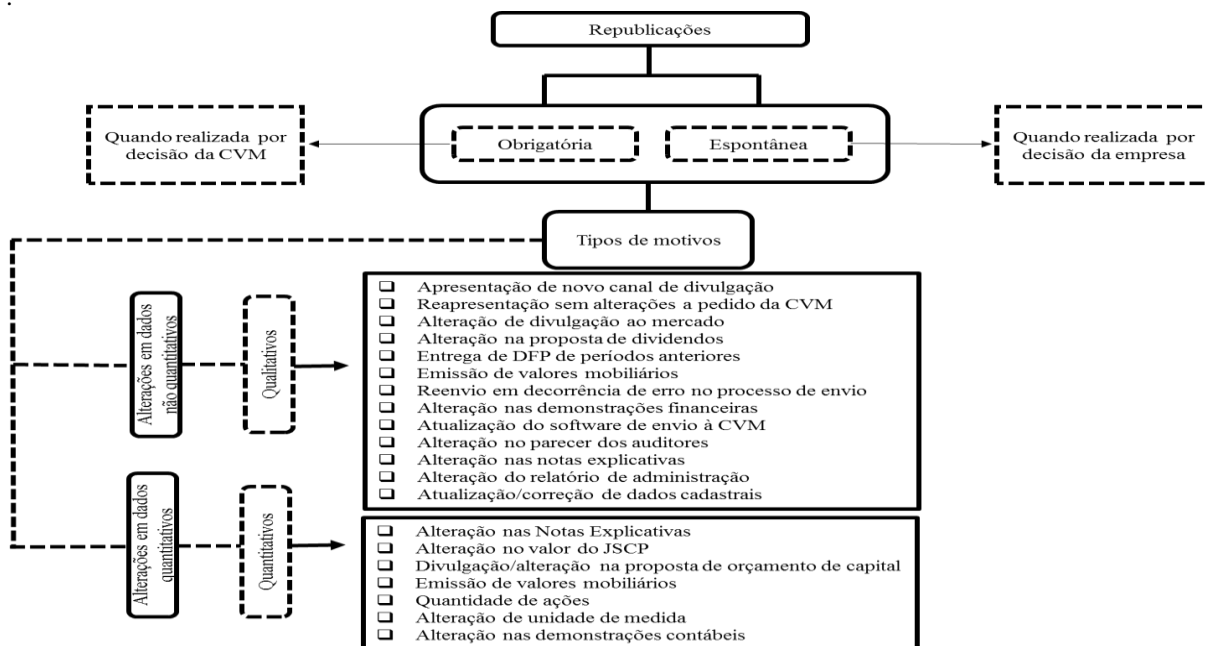 .
Republicações
Quando realizada por
decisão da CVM
Obrigatória
Espontânea
Quando realizada por
decisão da empresa
Tipos de motivos
Alterações em dados
não quantitativos
Qualitativos
❑ Apresentação de novo canal de divulgação
❑ Reapresentação sem alterações a pedido da CVM
❑ Alteração de divulgação ao mercado
❑ Alteração na proposta de dividendos
❑ Entrega de DFP de períodos anteriores
❑ Emissão de valores mobiliários
❑ Reenvio em decorrência de erro no processo de envio
❑ Alteração nas demonstrações financeiras
❑ Atualização do software de envio à CVM
❑ Alteração no parecer dos auditores
❑ Alteração nas notas explicativas
❑ Alteração do relatório de administração
❑ Atualização/correção de dados cadastrais
Alterações em dados
quantitativos
Quantitativos
❑ Alteração nas Notas Explicativas
❑ Alteração no valor do JSCP
❑ Divulgação/alteração na proposta de orçamento de capital
❑ Emissão de valores mobiliários
❑ Quantidade de ações
❑ Alteração de unidade de medida
❑ Alteração nas demonstrações contábeis